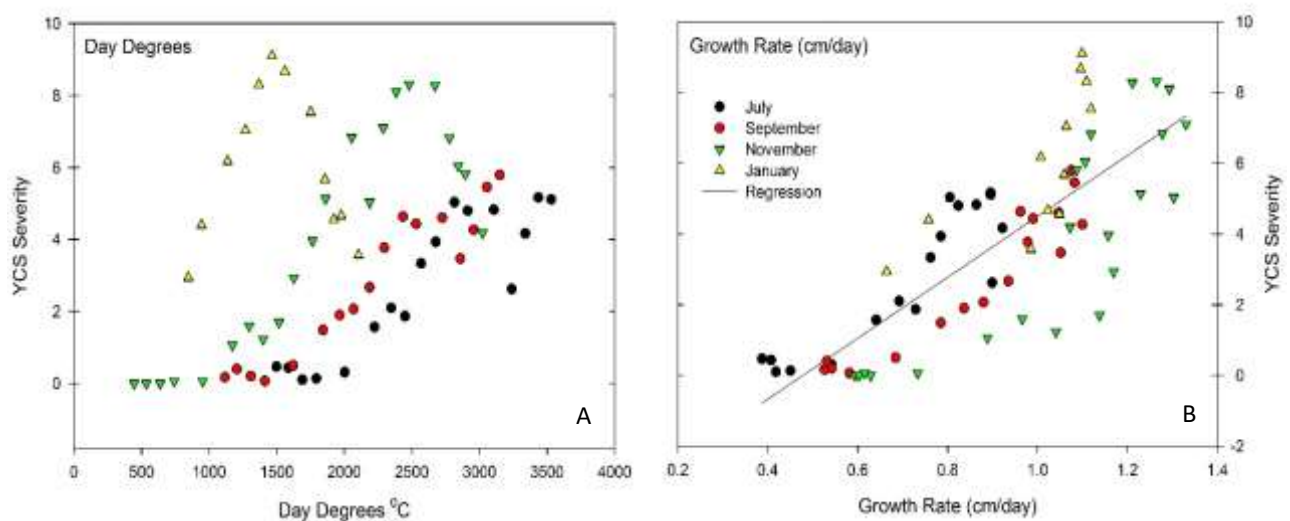 Day Degrees
YCS Severity
10
8
6
4
2
0
0 500 1000 1500 2000 2500 3000 3500 4000
Day Degrees ⁰C
A
Growth Rate (cm/day)
July
September
November
January
Regression
10
8
6
4
2
0
-2
YCS Severity
0.2 0.4 0.6 0.8 1.0 1.2 1.4
Growth Rate (cm/day)
B